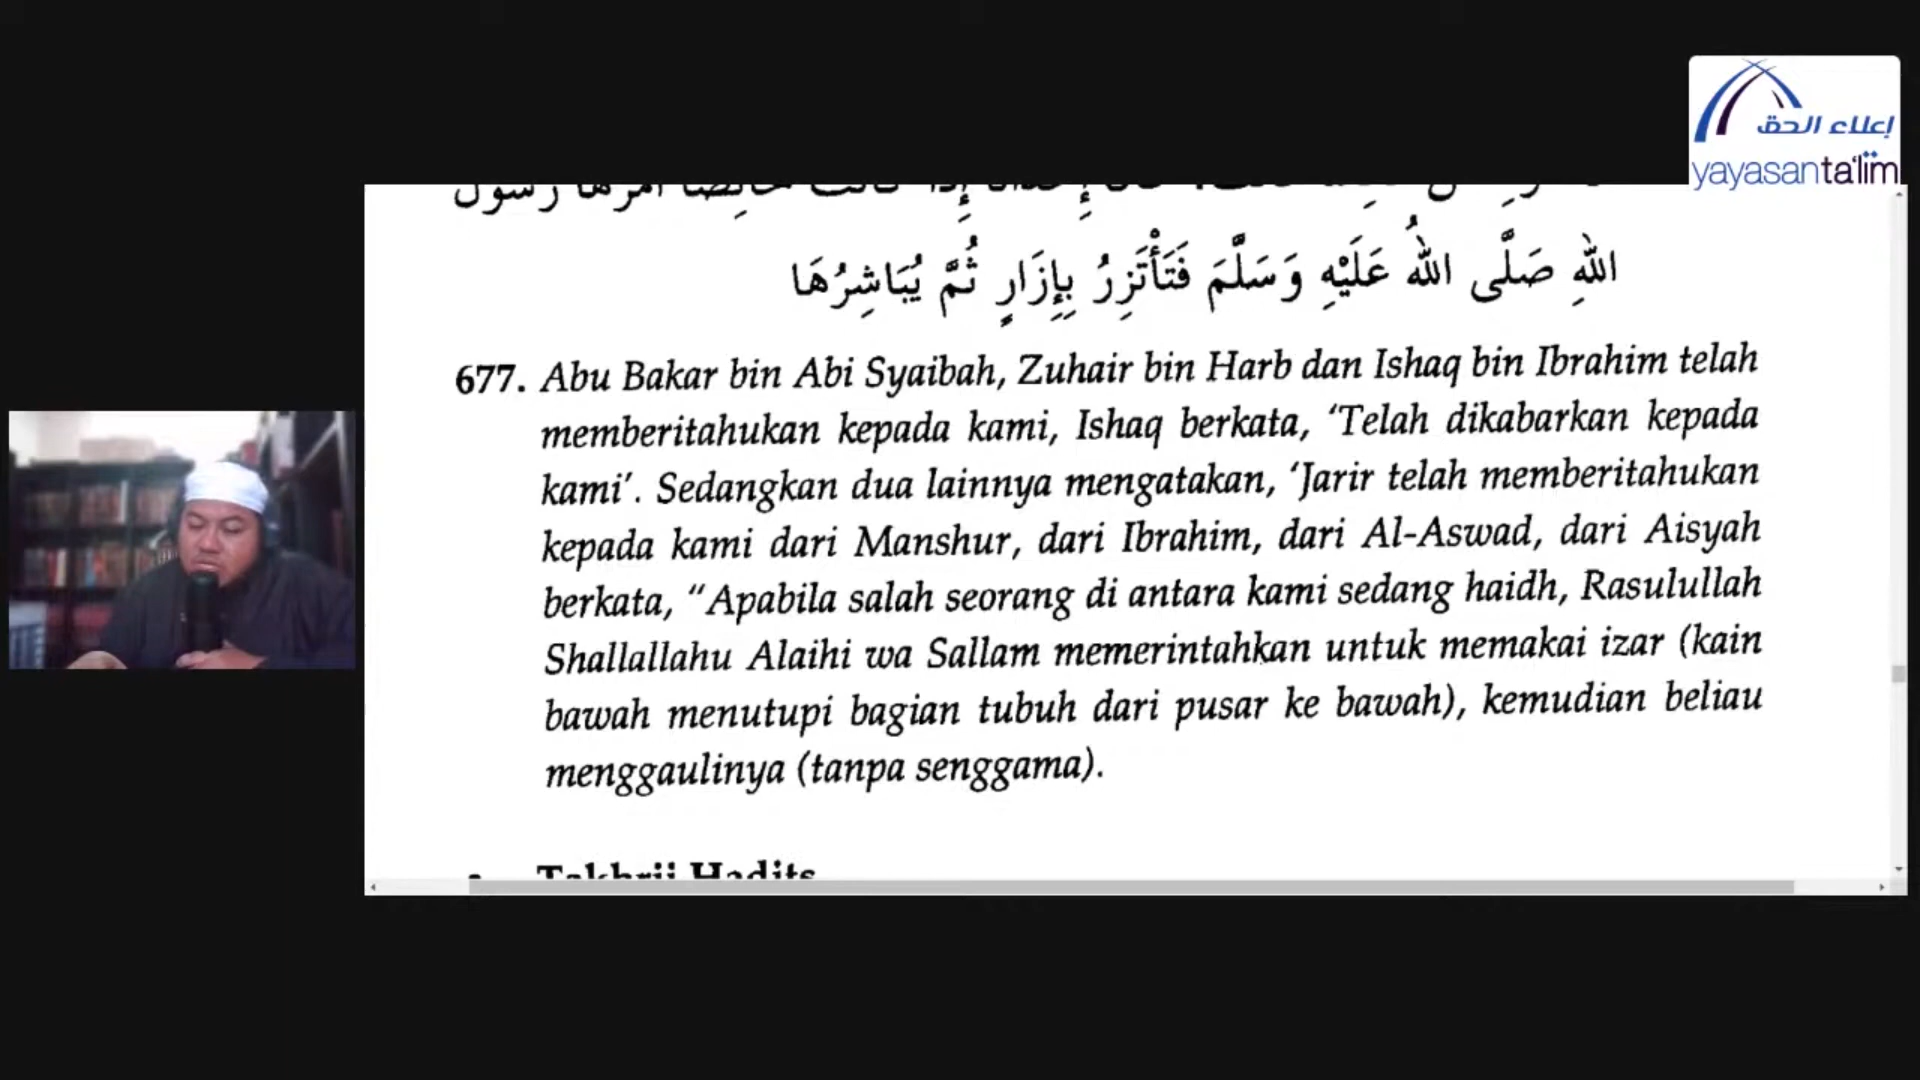 إعلاء الحق
yayasanta'lim
اللهِ صَلَّى اللهُ عَلَيْهِ وَسَلَّمَ فَتَأْتَزِرُ بِإِزَارٍ ثُمَّ يُبَاشِرُهَا
677. Abu Bakar bin Abi Syaibah, Zuhair bin Harb dan Ishaq bin Ibrahim telah
memberitahukan kepada kami, Ishaq berkata, ‘Telah dikabarkan kepada
kami’. Sedangkan dua lainnya mengatakan, ‘Jarir telah memberitahukan
kepada kami dari Manshur, dari Ibrahim, dari Al-Aswad, dari Aisyah
berkata, “Apabila salah seorang di antara kami sedang haidh, Rasulullah
Shallallahu Alaihi wa Sallam memerintahkan untuk memakai izar (kain
bawah menutupi bagian tubuh dari pusar ke bawah), kemudian beliau
menggaulinya (tanpa senggama).
• Takhrij Hadits